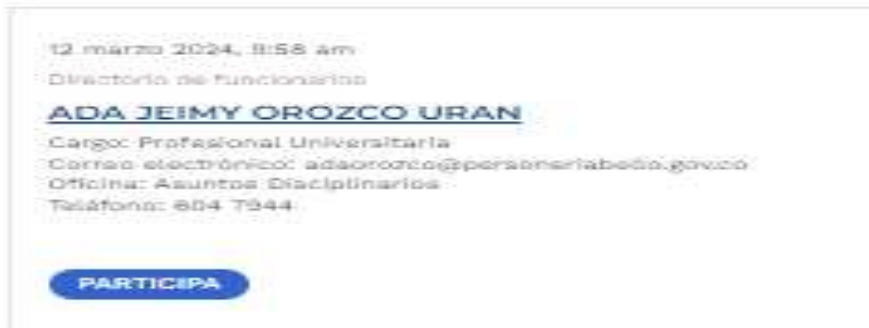 12 marzo 2024, 9:58 am
Directorio de funcionarios
ADA JEIMY OROZCO URAN
Cargo: Profesional Universitaria
Correo electrónico: adaorozco@personeriabello.gov.co
Oficina: Asuntos Disciplinarios
Teléfono: 604 7944
PARTICIPA